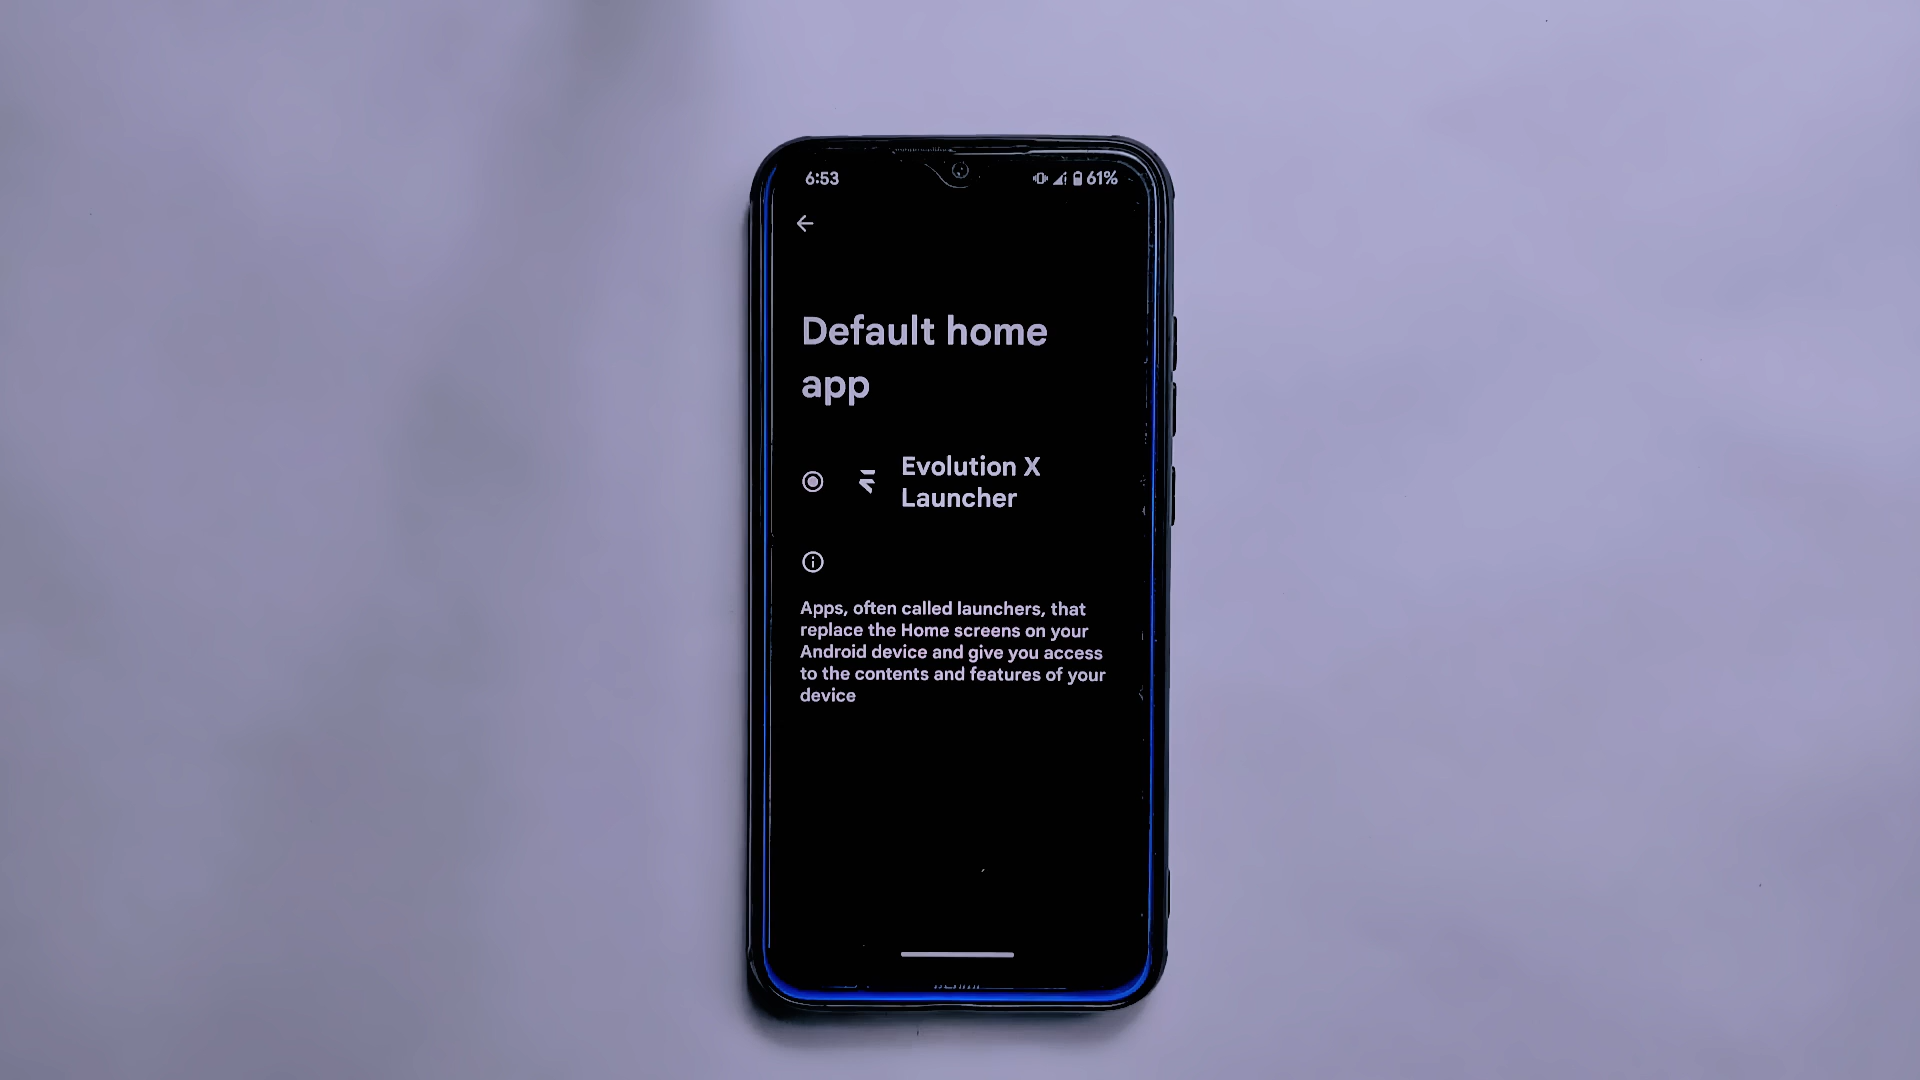 6:53
61%
Default home
app
Evolution X
Launcher
Apps, often called launchers, that
replace the Home screens on your
Android device and give you access
to the contents and features of your
device